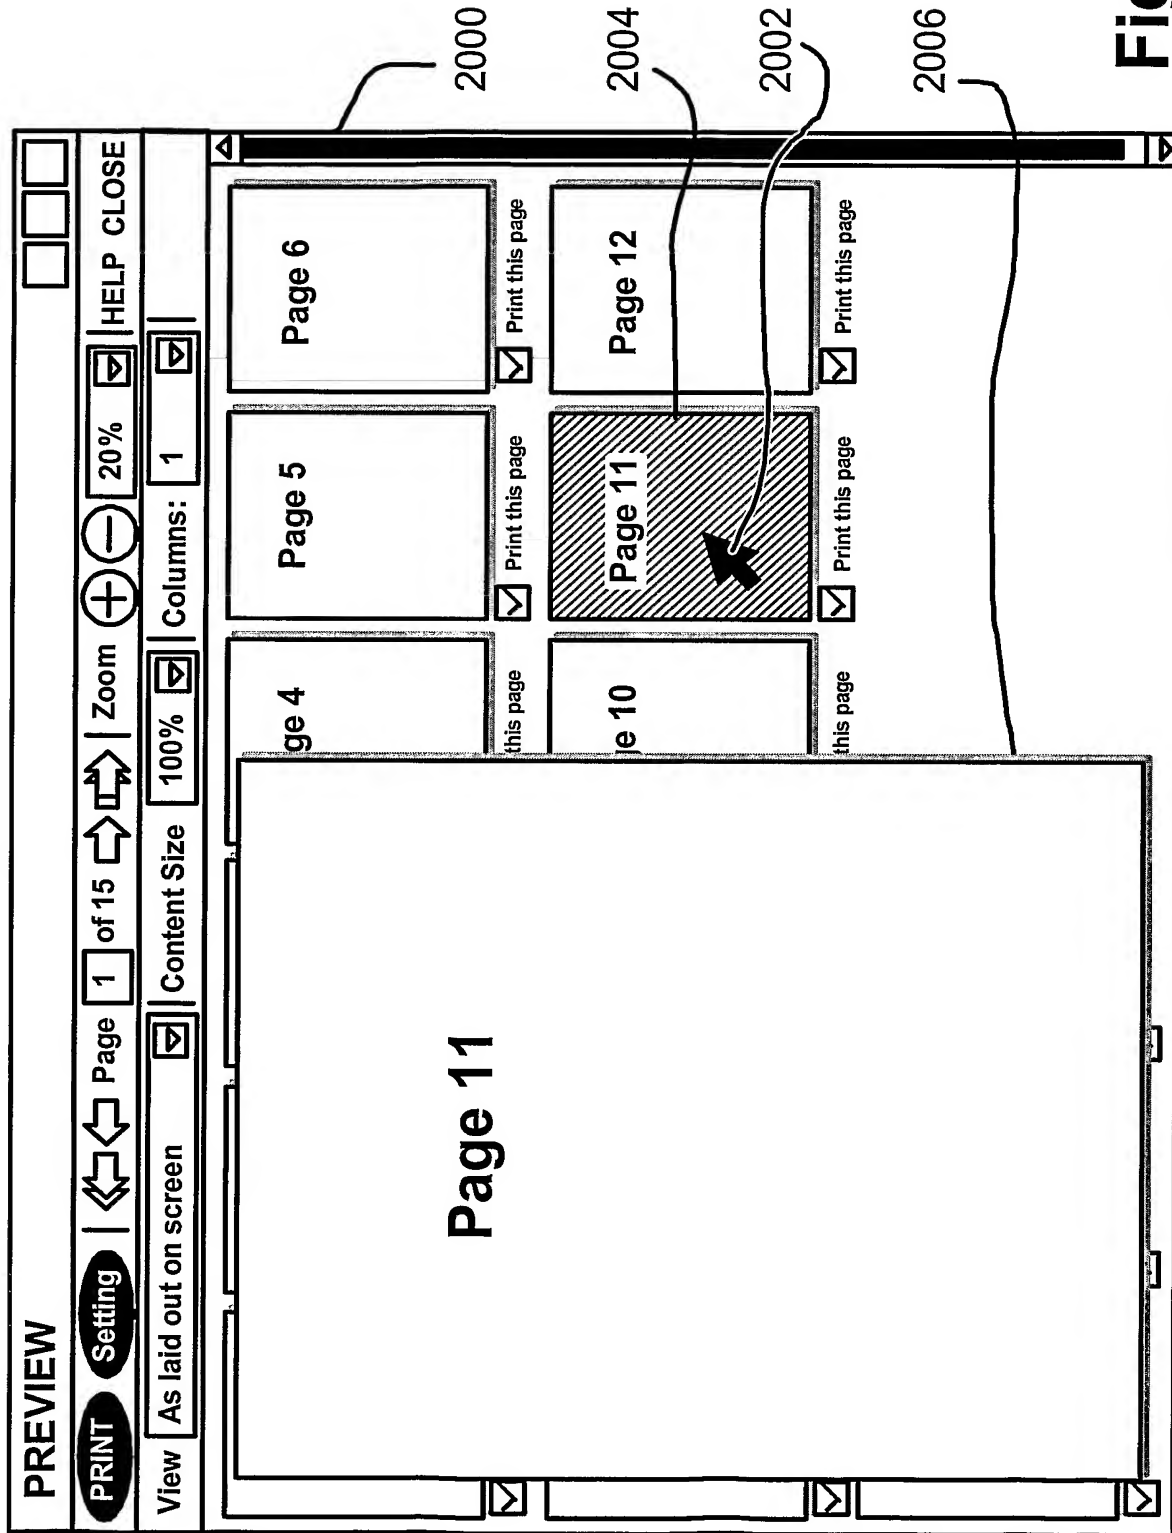 PREVIEW
PRINT Setting Page 1 of 15 Zoom 20% HELP CLOSE
View As laid out on screen Content Size 100% Columns: 1
ge 4 Page 5 Page 6
this page Print this page Print this page
e 10 Page 11 Page 12
this page Print this page Print this page
Page 11
2000
2004
2002
2006
Fig